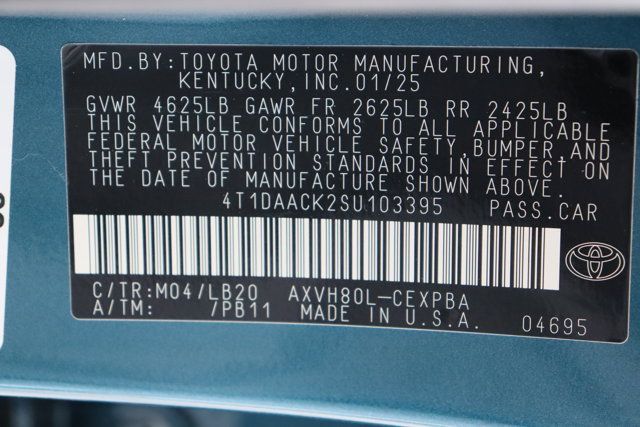 MFD.BY:TOYOTA MOTOR MANUFACTURING,
KENTUCKY,INC.01/25
GVWR 4625LB GAWR FR 2625LB RR 2425LB
THIS VEHICLE CONFORMS TO ALL APPLICABLE
FEDERAL MOTOR VEHICLE SAFETY,BUMPER,AND
THEFT PREVENTION STANDARDS IN EFFECT ON
THE DATE OF MANUFACTURE SHOWN ABOVE.
4T1DAACK2SU103395 PASS.CAR
C/TR:M04/LB20 AXVH80L-CEXPBA
A/TM: /PB11 MADE IN U.S.A. 04695